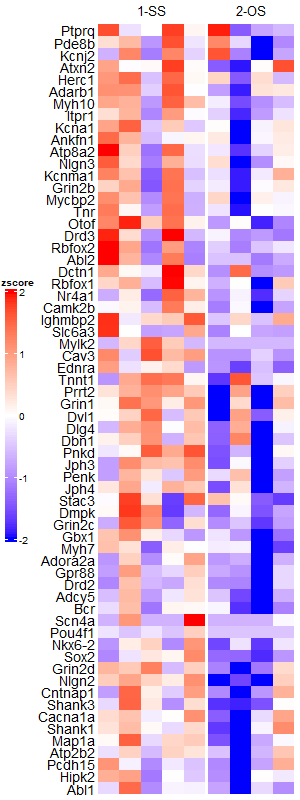 1-SS 2-OS
Ptprq
Pde8b
Kcnj2
Atxn2
Herc1
Adarb1
Myh10
Itpr1
Kcna1
Ankfn1
Atp8a2
Nlgn3
Kcnma1
Grin2b
Mycbp2
Tnr
Otof
Drd3
Rbfox2
Abl2
Dctn1
Rbfox1
Nr4a1
Camk2b
Ighmbp2
Slc6a3
Mylk2
Cav3
Ednra
Tnnt1
Prrt2
Grin1
Dvl1
Dlg4
Dbn1
Pnkd
Jph3
Penk
Jph4
Stac3
Dmpk
Grin2c
Gbx1
Myh7
Adora2a
Gpr88
Drd2
Adcy5
Bcr
Scn4a
Pou4f1
Nkx6-2
Sox2
Grin2d
Nlgn2
Cntnap1
Shank3
Cacna1a
Shank1
Map1a
Atp2b2
Pcdh15
Hipk2
Abl1
zscore
2
1
0
-1
-2